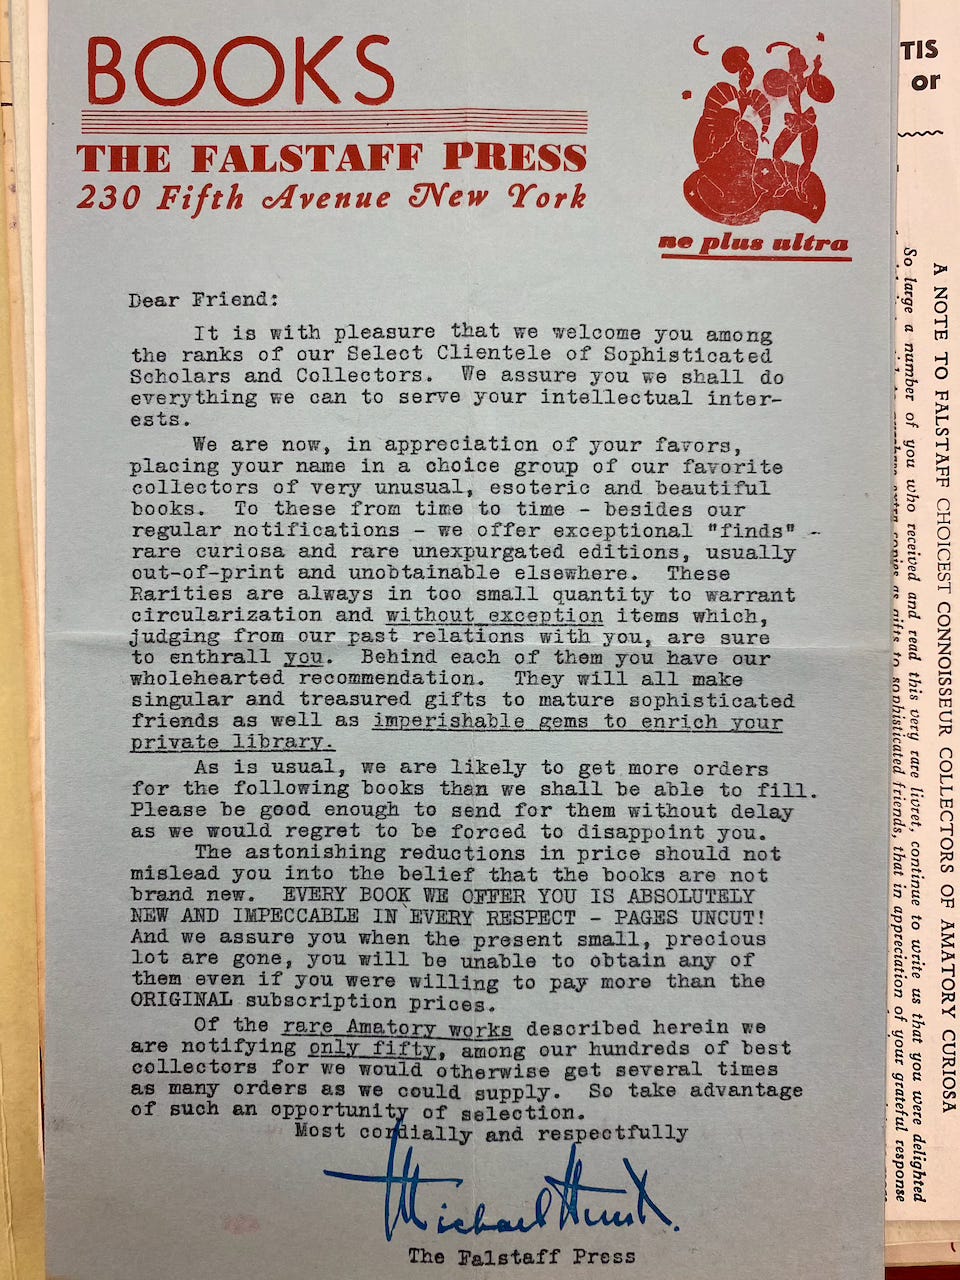 BOOKS
THE FALSTAFF PRESS
230 Fifth Avenue New York
ne plus ultra
Dear Friend:
It is with pleasure that we welcome you among
the ranks of our Select Clientele of Sophisticated
Scholars and Collectors. We assure you we shall do
everything we can to serve your intellectual inter-
ests.
We are now, in appreciation of your favors,
placing your name in a choice group of our favorite
collectors of very unusual, esoteric and beautiful
books. To these from time to time - besides our
regular notifications - we offer exceptional "finds" -
rare curiosa and rare unexpurgated editions, usually
out-of-print and unobtainable elsewhere. These
Rarities are always in too small quantity to warrant
circularization and without exception items which,
judging from our past relations with you, are sure
to enthrall you. Behind each of them you have our
wholehearted recommendation. They will all make
singular and treasured gifts to mature sophisticated
friends as well as imperishable gems to enrich your
private library.
As is usual, we are likely to get more orders
for the following books than we shall be able to fill.
Please be good enough to send for them without delay
as we would regret to be forced to disappoint you.
The astonishing reductions in price should not
mislead you into the belief that the books are not
brand new. EVERY BOOK WE OFFER YOU IS ABSOLUTELY
NEW AND IMPECCABLE IN EVERY RESPECT - PAGES UNCUT!
And we assure you when the present small, precious
lot are gone, you will be unable to obtain any of
them even if you were willing to pay more than the
ORIGINAL subscription prices.
Of the rare Amatory works described herein we
are notifying only fifty, among our hundreds of best
collectors for we would otherwise get several times
as many orders as we could supply. So take advantage
of such an opportunity of selection.
Most cordially and respectfully
Michael
The Falstaff Press
TIS
or
A NOTE TO FALSTAFF CHOICEST CONNOISSEUR COLLECTORS OF AMATORY CURIOSA
So large a number of you who received and read this very rare livret, continue to write us that you were delighted
extra copies as gifts to sophisticated friends, that in appreciation of your grateful response